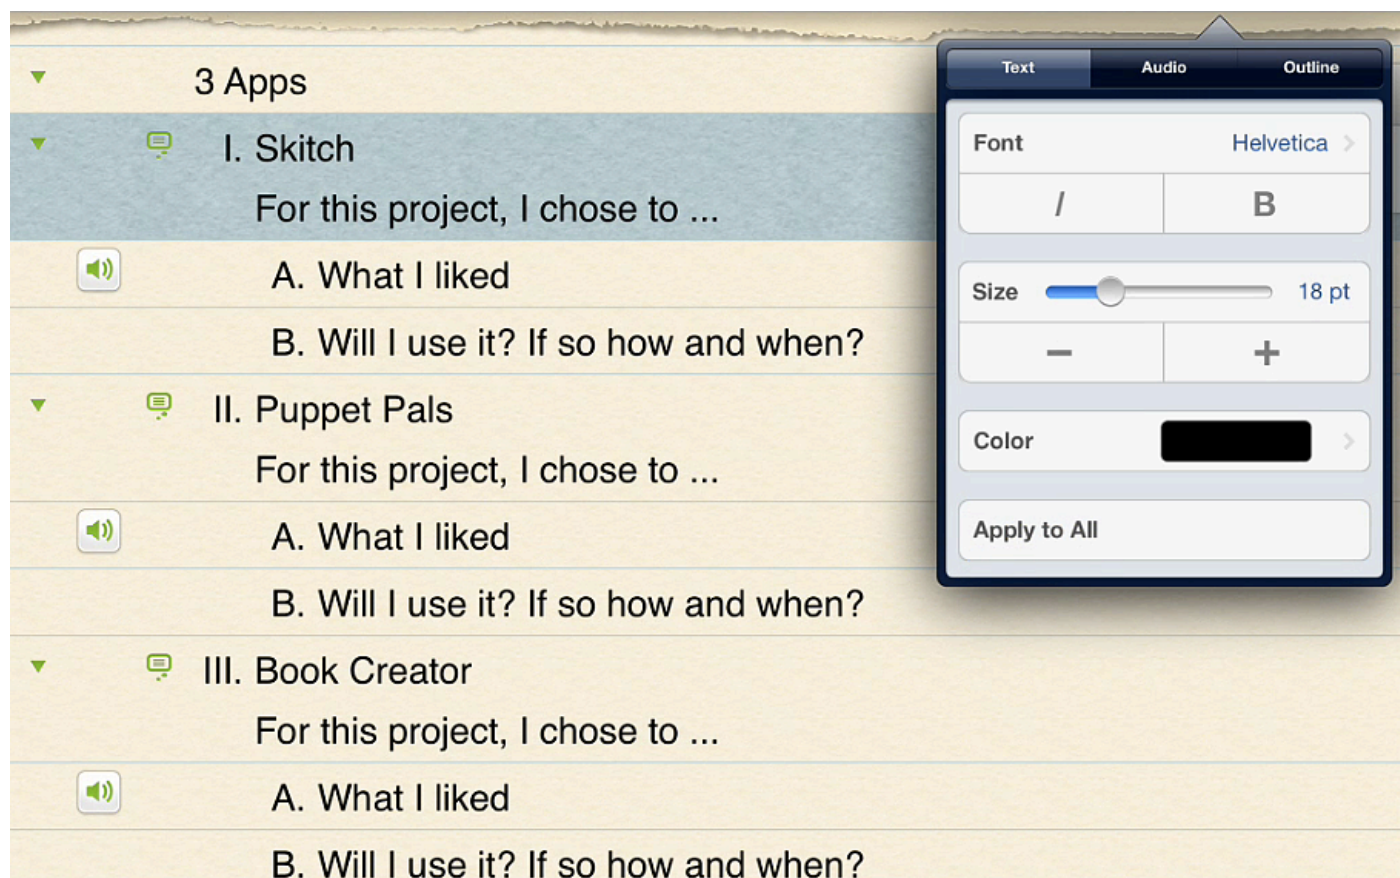 3 Apps
I. Skitch
For this project, I chose to ...
A. What I liked
B. Will I use it? If so how and when?
II. Puppet Pals
For this project, I chose to ...
A. What I liked
B. Will I use it? If so how and when?
III. Book Creator
For this project, I chose to ...
A. What I liked
B. Will I use it? If so how and when?
Text Audio Outline
Font Helvetica
I B
Size 18 pt
− +
Color
Apply to All